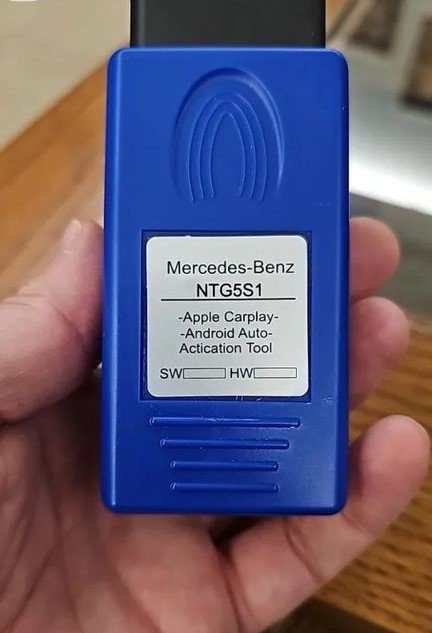 Mercedes-Benz
NTG5S1
-Apple Carplay-
-Android Auto-
Actication Tool
SW HW